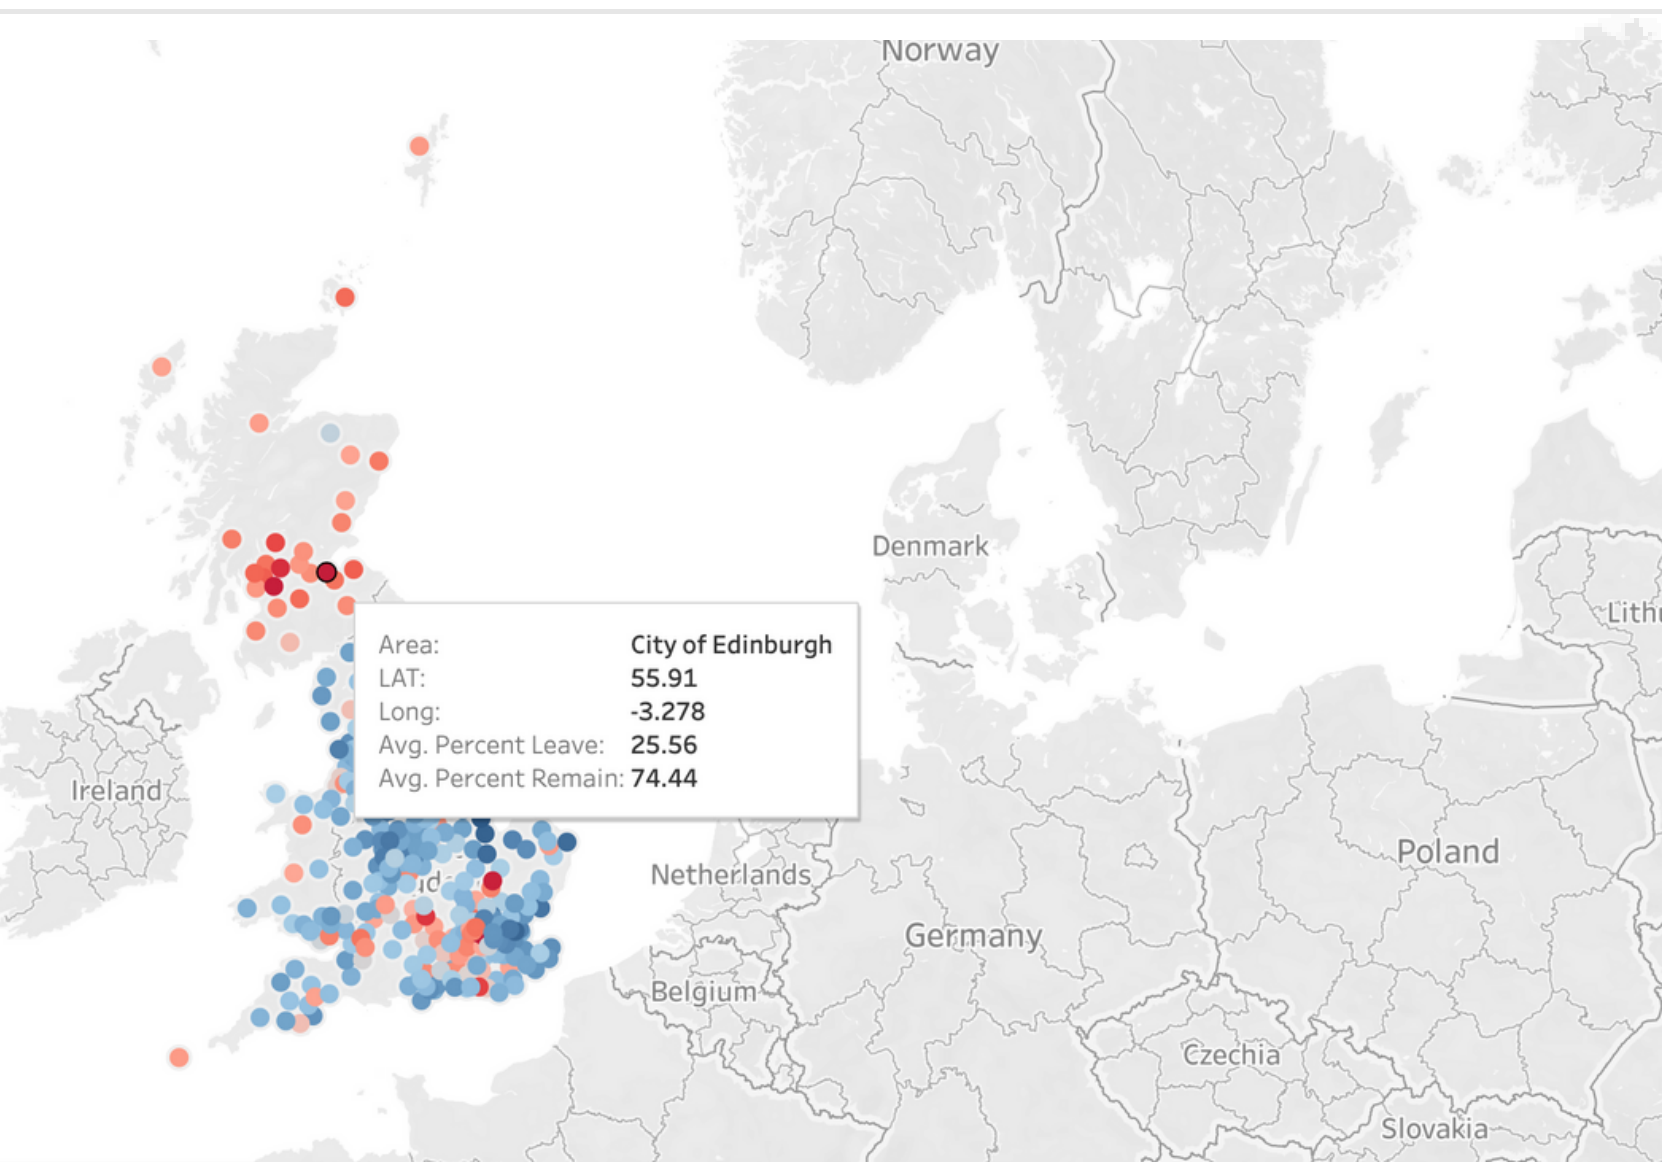 Norway
Area: City of Edinburgh
LAT: 55.91
Long: -3.278
Avg. Percent Leave: 25.56
Avg. Percent Remain: 74.44
Denmark
Lith
Ireland
Netherlands
Poland
Germany
Belgium
Czechia
Slovakia